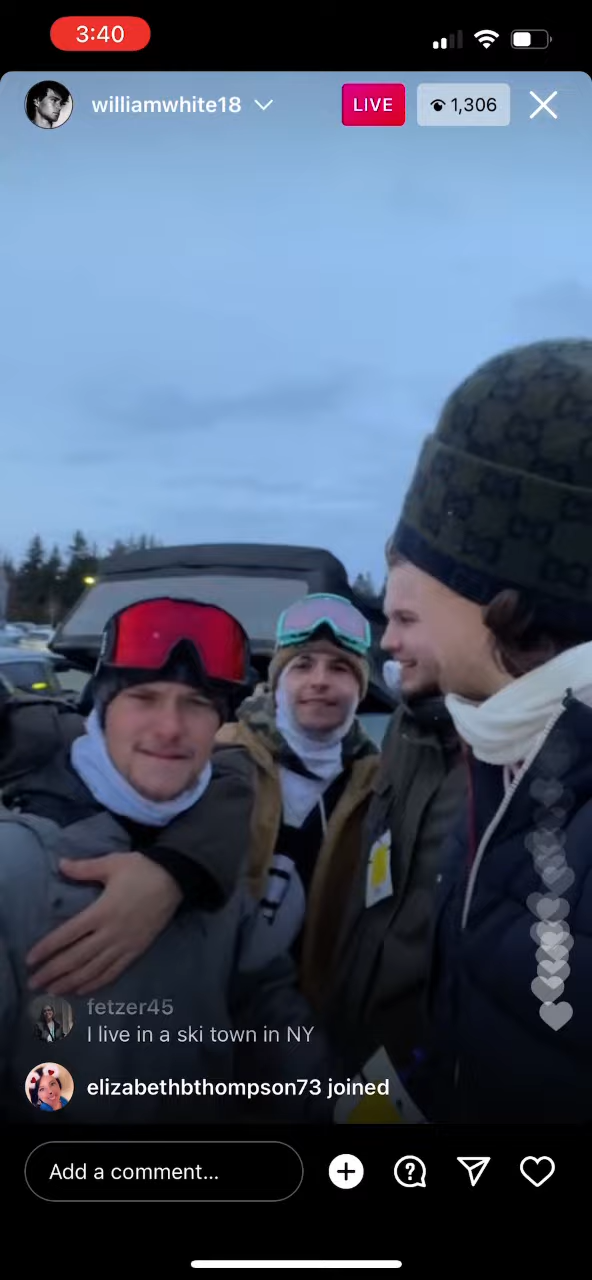 3:40
williamwhite18
LIVE
1,306
fetzer45
I live in a ski town in NY
elizabethbthompson73 joined
Add a comment...